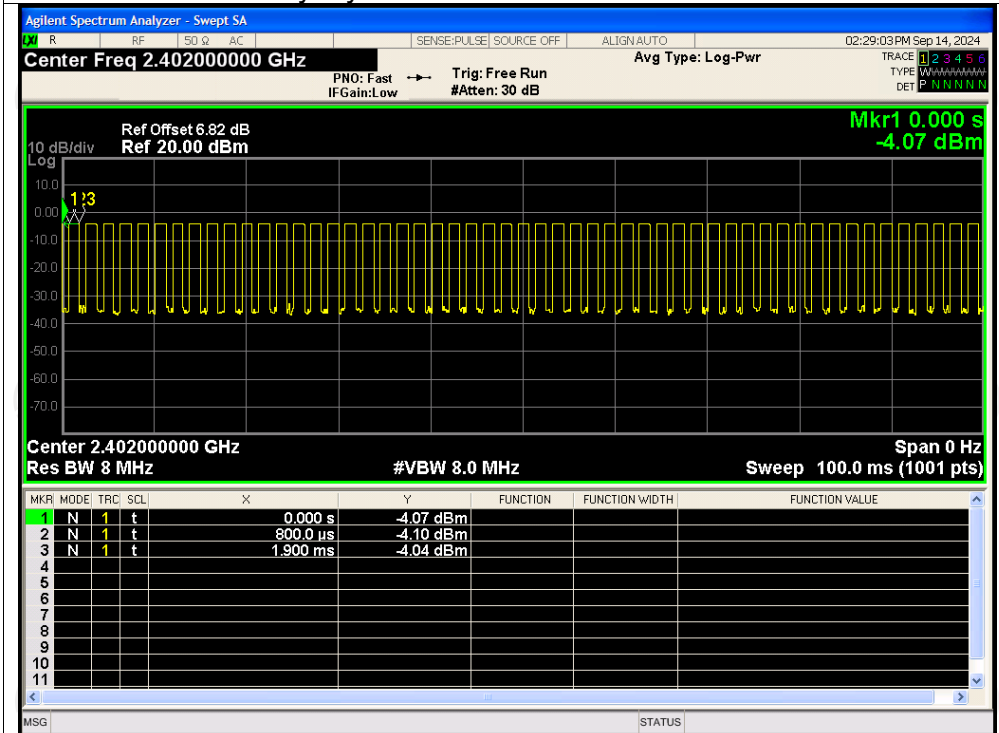 Agilent Spectrum Analyzer - Swept SA
LXI R RF 50 Ω AC SENSE:PULSE SOURCE OFF ALIGN AUTO 02:29:03 PM Sep 14, 2024
Center Freq 2.402000000 GHz Avg Type: Log-Pwr TRACE 1 2 3 4 5 6
PNO: Fast Trig: Free Run TYPE WWWWWW
IFGain:Low #Atten: 30 dB DET P N N N N N
Mkr1 0.000 s
Ref Offset 6.82 dB
10 dB/div Ref 20.00 dBm -4.07 dBm
Log
10.0
1 2 3
0.00
-10.0
-20.0
-30.0
-40.0
-50.0
-60.0
-70.0
Center 2.402000000 GHz Span 0 Hz
Res BW 8 MHz #VBW 8.0 MHz Sweep 100.0 ms (1001 pts)
MKR MODE TRC SCL X Y FUNCTION FUNCTION WIDTH FUNCTION VALUE
1 N 1 t 0.000 s -4.07 dBm
2 N 1 t 800.0 µs -4.10 dBm
3 N 1 t 1.900 ms -4.04 dBm
4
5
6
7
8
9
10
11
MSG STATUS